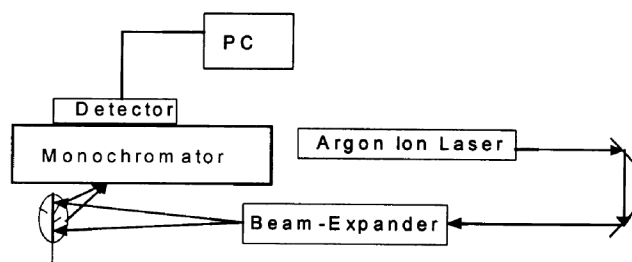 PC
Detector
Monochromator
Argon Ion Laser
Beam-Expander